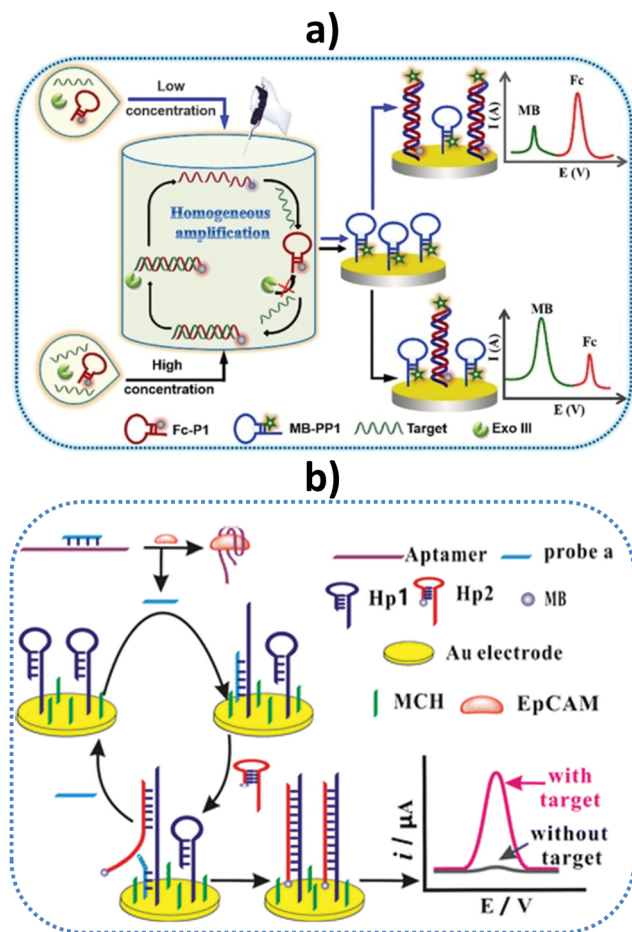 a)
Low
concentration
Homogeneous
amplification
High
concentration
MB
Fc
I (A)
E (V)
MB
Fc
I (A)
E (V)
Fc-P1
MB-PP1
Target
Exo III
b)
Aptamer
probe a
Hp1
Hp2
MB
Au electrode
MCH
EpCAM
with
target
without
target
i / µA
E / V